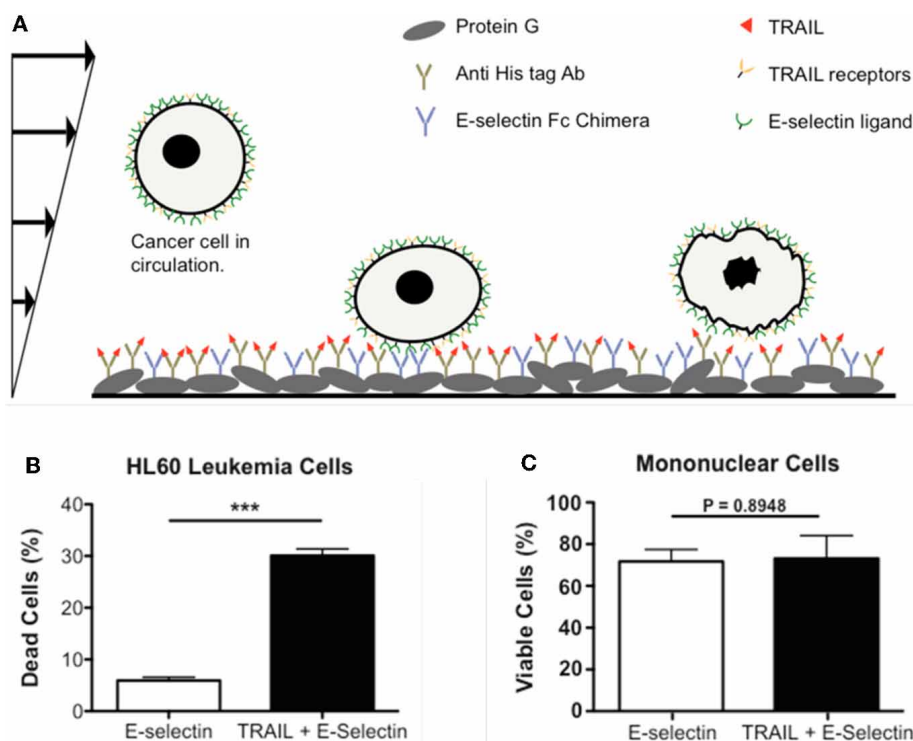 A
Protein G
TRAIL
Anti His tag Ab
TRAIL receptors
E-selectin Fc Chimera
E-selectin ligand
Cancer cell in
circulation.
B
HL60 Leukemia Cells
***
Dead Cells (%)
40
30
20
10
0
E-selectin
TRAIL + E-Selectin
C
Mononuclear Cells
P = 0.8948
Viable Cells (%)
100
80
60
40
20
0
E-selectin
TRAIL + E-Selectin